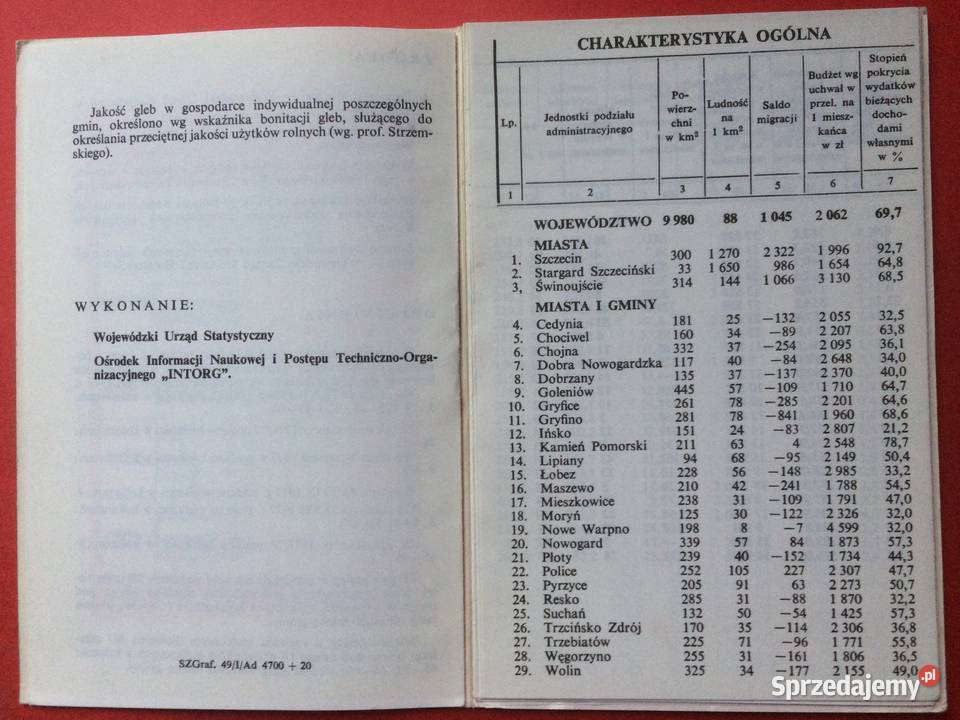 Jakość gleb w gospodarce indywidualnej poszczególnych
gmin, określono wg wskaźnika bonitacji gleb, służącego do
określania przeciętnej jakości użytków rolnych (wg. prof. Strzem-
skiego).
WYKONANIE:
Wojewódzki Urząd Statystyczny
Ośrodek Informacji Naukowej i Postępu Techniczno-Orga-
nizacyjnego „INTORG”.
SZGraf. 49/I/Ad 4700 + 20
CHARAKTERYSTYKA OGÓLNA
Lp. Jednostki podziału administracyjnego Po-wierz-chni w km² Ludność na 1 km² Saldo migracji Budżet wg uchwał w przel. na 1 miesz-kańca w zł Stopień pokrycia wydatków bieżących docho-dami własnymi w %
1 2 3 4 5 6 7
WOJEWÓDZTWO 9 980 88 1 045 2 062 69,7
MIASTA
1. Szczecin 300 1 270 2 322 1 996 92,7
2. Stargard Szczeciński 33 1 650 986 1 654 64,8
3, Świnoujście 314 144 1 066 3 130 68,5
MIASTA I GMINY
4. Cedynia 181 25 —132 2 055 32,5
5. Chociwel 160 34 —89 2 207 63,8
6. Chojna 332 37 —254 2 095 36,1
7. Dobra Nowogardzka 117 40 —84 2 648 34,0
8. Dobrzany 135 37 —137 2 370 40,0
9. Goleniów 445 57 —109 1 710 64,7
10. Gryfice 261 78 —285 2 201 64,6
11. Gryfino 281 78 —841 1 960 68,6
12. Ińsko 151 24 —83 2 807 21,2
13. Kamień Pomorski 211 63 4 2 548 78,7
14. Lipiany 94 68 —95 2 149 50,4
15. Łobez 228 56 —148 2 985 33,2
16. Maszewo 210 42 —241 1 788 54,5
17. Mieszkowice 238 31 —109 1 791 47,0
18. Moryń 125 30 —122 2 326 32,0
19. Nowe Warpno 198 8 —7 4 599 32,0
20. Nowogard 339 57 84 1 873 57,3
21. Płoty 239 40 —152 1 734 44,3
22. Police 252 105 227 2 307 47,7
23. Pyrzyce 205 91 63 2 273 50,7
24. Resko 285 31 —88 1 870 32,2
25. Suchań 132 50 —54 1 425 57,3
26. Trzcińsko Zdrój 170 35 —114 2 306 36,8
27. Trzebiatów 225 71 —96 1 771 55,8
28. Węgorzyno 255 31 —161 1 806 36,5
29. Wolin 325 34 —177 2 155 49,0
Sprzedajemy.pl